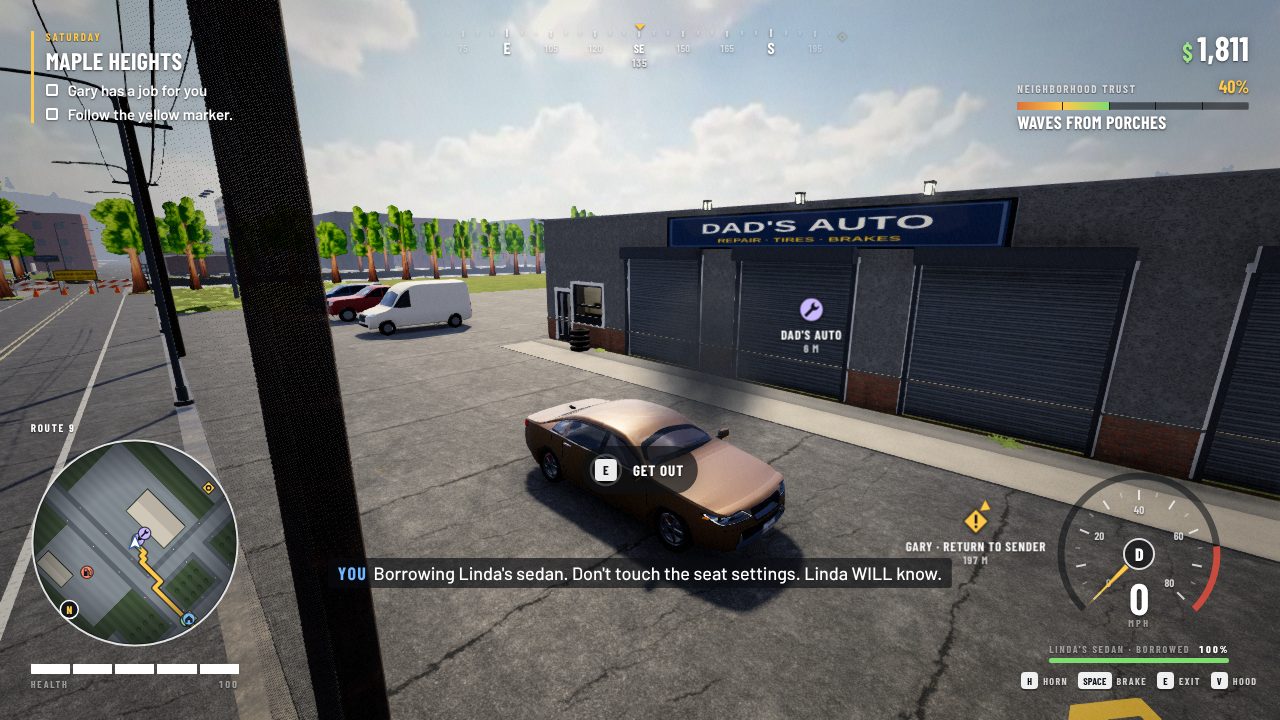 SATURDAY
MAPLE HEIGHTS
Gary has a job for you
Follow the yellow marker.
75 E 105 120 SE 150 165 S 195
135
$1,811
NEIGHBORHOOD TRUST 40%
WAVES FROM PORCHES
DAD'S AUTO
REPAIR · TIRES · BRAKES
DAD'S AUTO
6 M
E GET OUT
ROUTE 9
N
GARY · RETURN TO SENDER
197 M
YOU Borrowing Linda's sedan. Don't touch the seat settings. Linda WILL know.
0 20 40 60 80
D
0
MPH
LINDA'S SEDAN · BORROWED 100%
H HORN SPACE BRAKE E EXIT V HOOD
HEALTH 100